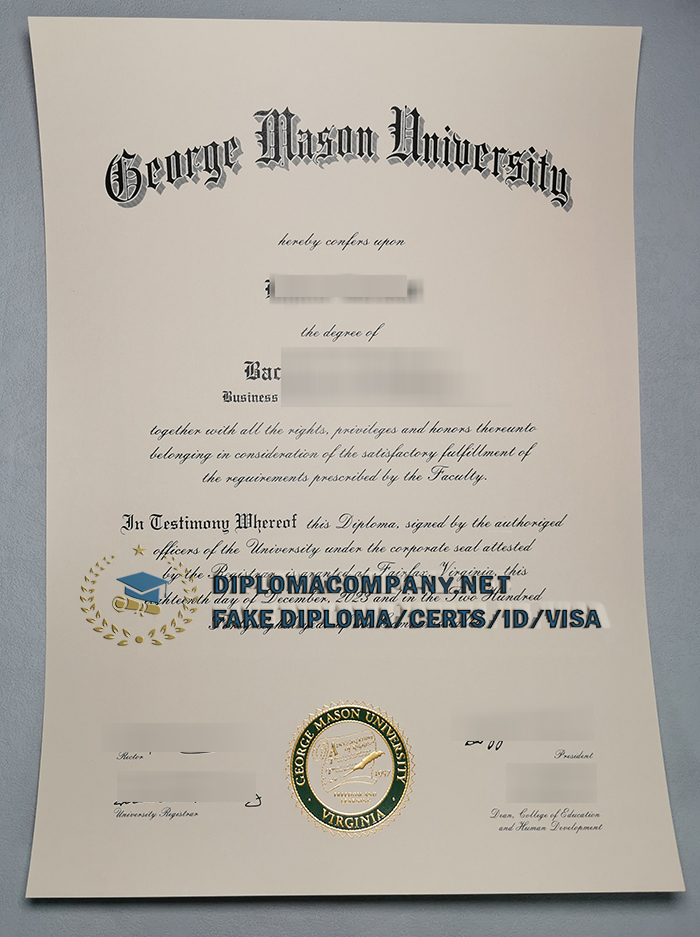 George Mason University
hereby confers upon
the degree of
Bac
Business
together with all the rights, privileges and honors thereunto
belonging in consideration of the satisfactory fulfillment of
the reguirements prescribed by the Faculty.
In Testimony Whereof this Diploma, signed by the authoriged
officers of the University under the corporate seal attested
by the Registrar, is granted at Fairfax, Virginia, this
eighteenth day of December, 2023 and in the Two Hundred
DIPLOMACOMPANY.NET
FAKE DIPLOMA/CERTS/ID/VISA
GEORGE MASON UNIVERSITY
1957
VIRGINIA
Rector
President
University Registrar
Dean, College of Education
and Human Development